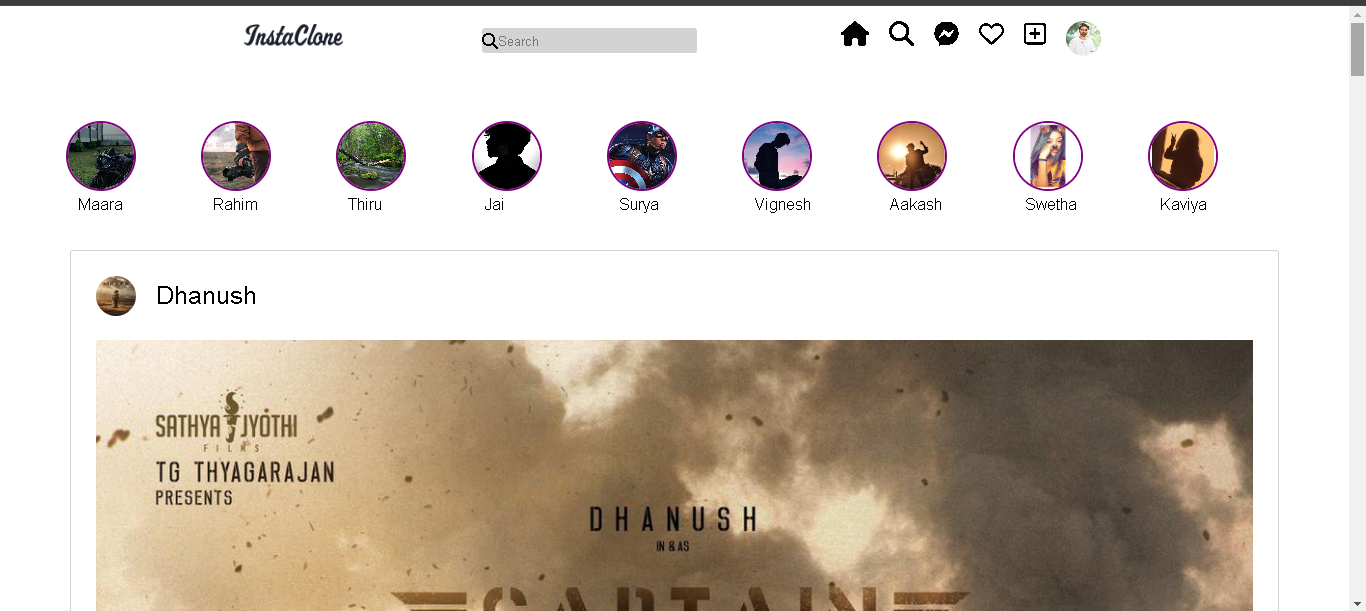 InstaClone
Search
Maara
Rahim
Thiru
Jai
Surya
Vignesh
Aakash
Swetha
Kaviya
Dhanush
SATHYA JYOTHI
FILMS
TG THYAGARAJAN
PRESENTS
DHANUSH
IN & AS
CAPTAIN